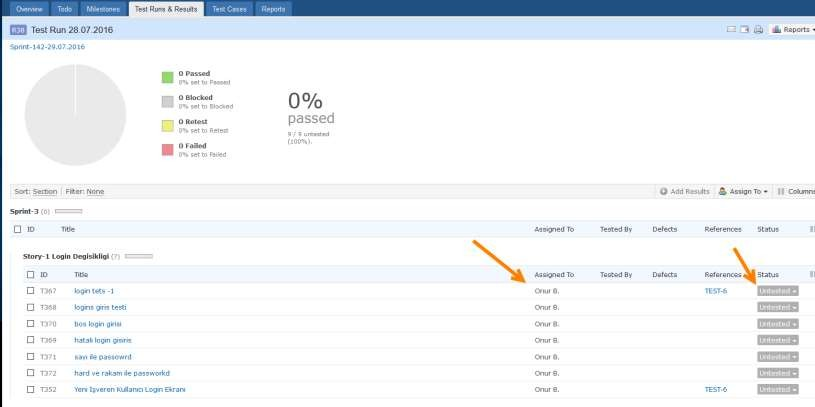 Overview Todo Milestones Test Runs & Results Test Cases Reports
R38 Test Run 28.07.2016 Reports
Sprint-142-29.07.2016
0 Passed
0% set to Passed
0 Blocked
0% set to Blocked
0 Retest
0% set to Retest
0 Failed
0% set to Failed
0%
passed
9 / 9 untested
(100%).
Sort: Section Filter: None Add Results Assign To Columns
Sprint-3 (0)
ID Title Assigned To Tested By Defects References Status
Story-1 Login Degisikligi (7)
ID Title Assigned To Tested By Defects References Status
T367 login tets -1 Onur B. TEST-6 Untested
T368 logins giris testi Onur B. Untested
T370 bos login girisi Onur B. Untested
T369 hatalı login gisiris Onur B. Untested
T371 sayı ile passowrd Onur B. Untested
T372 hard ve rakam ile passworkd Onur B. Untested
T352 Yeni İşveren Kullanıcı Login Ekranı Onur B. TEST-6 Untested